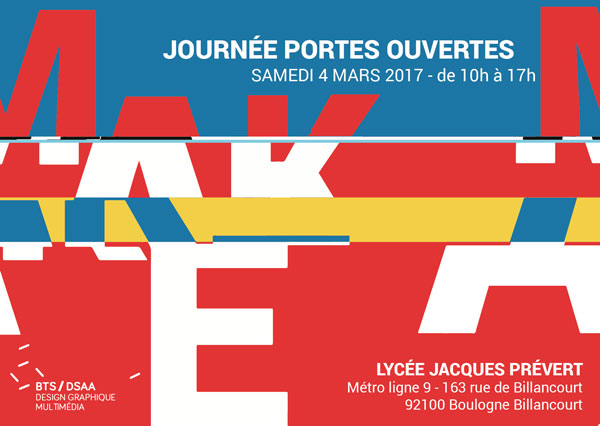 JOURNÉE PORTES OUVERTES
SAMEDI 4 MARS 2017 - de 10h à 17h
MAK
E
LYCÉE JACQUES PRÉVERT
Métro ligne 9 - 163 rue de Billancourt
92100 Boulogne Billancourt
BTS / DSAA
DESIGN GRAPHIQUE
MULTIMÉDIA